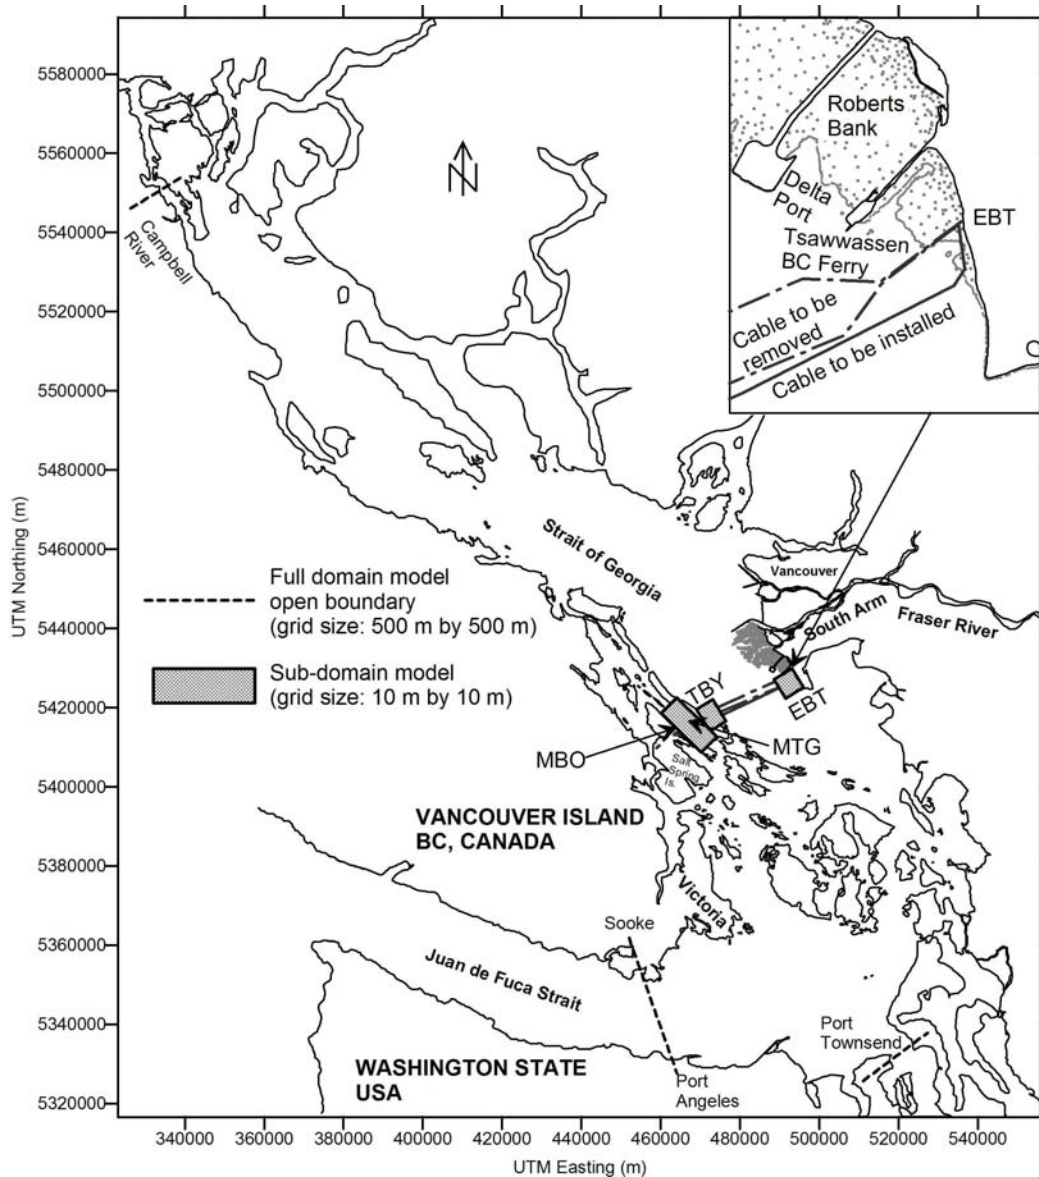 5580000
5560000
5540000
5520000
5500000
5480000
5460000
5440000
5420000
5400000
5380000
5360000
5340000
5320000
UTM Northing (m)
N
Campbell
River
Roberts
Bank
Delta
Port
EBT
Tsawwassen
BC Ferry
Cable to be
removed
Cable to be installed
Strait of Georgia
Vancouver
South Arm
Fraser River
Full domain model
open boundary
(grid size: 500 m by 500 m)
Sub-domain model
(grid size: 10 m by 10 m)
TBY
EBT
MBO
MTG
Salt
Spring
Is.
VANCOUVER ISLAND
BC, CANADA
Victoria
Sooke
Juan de Fuca Strait
Port
Townsend
WASHINGTON STATE
USA
Port
Angeles
340000
360000
380000
400000
420000
440000
460000
480000
500000
520000
540000
UTM Easting (m)